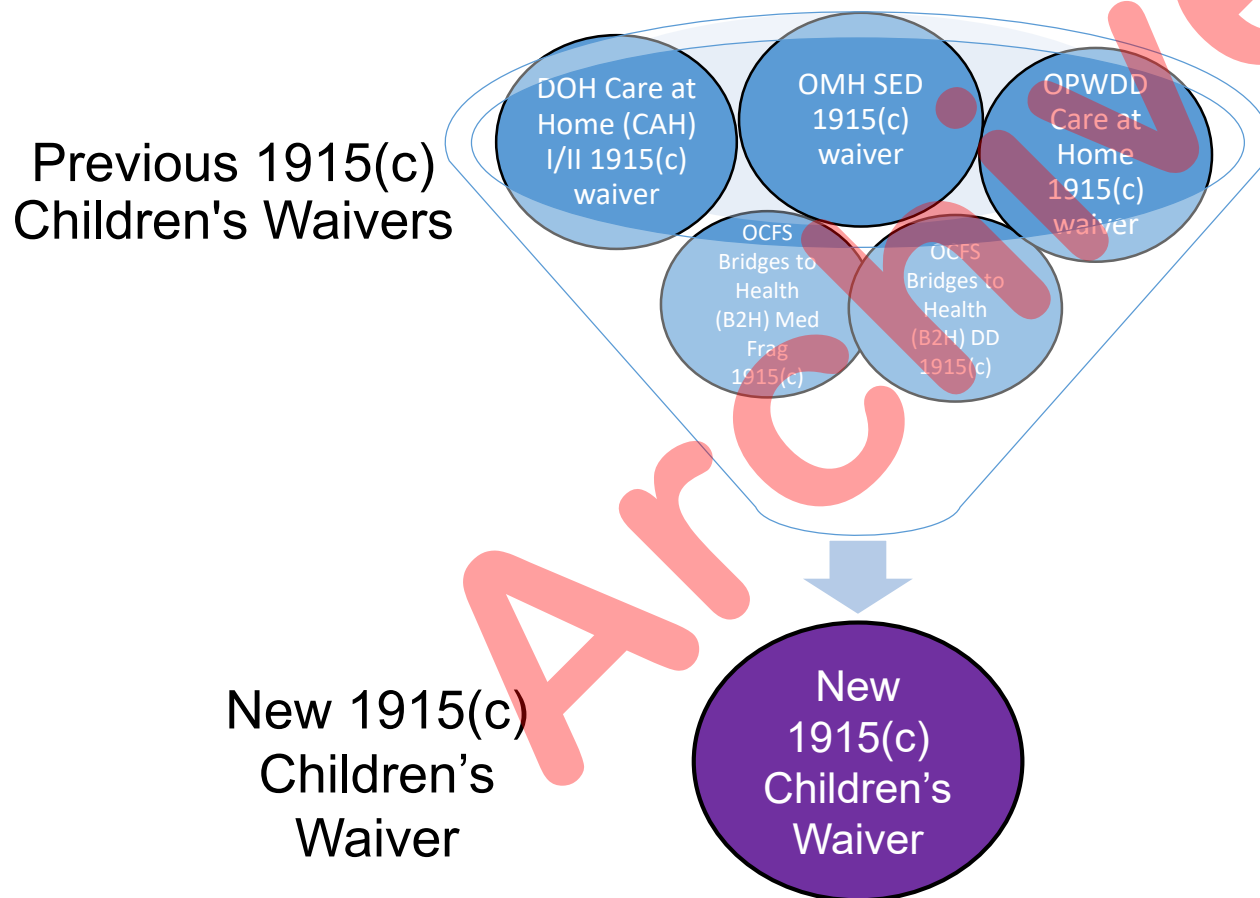 Previous 1915(c)
Children's Waivers
DOH Care at
Home (CAH)
I/II 1915(c)
waiver
OMH SED
1915(c)
waiver
OPWDD
Care at
Home
1915(c)
waiver
OCFS
Bridges to
Health
(B2H) Med
Frag
1915(c)
OCFS
Bridges to
Health
(B2H) DD
1915(c)
New 1915(c)
Children’s
Waiver
New
1915(c)
Children’s
Waiver
Archive